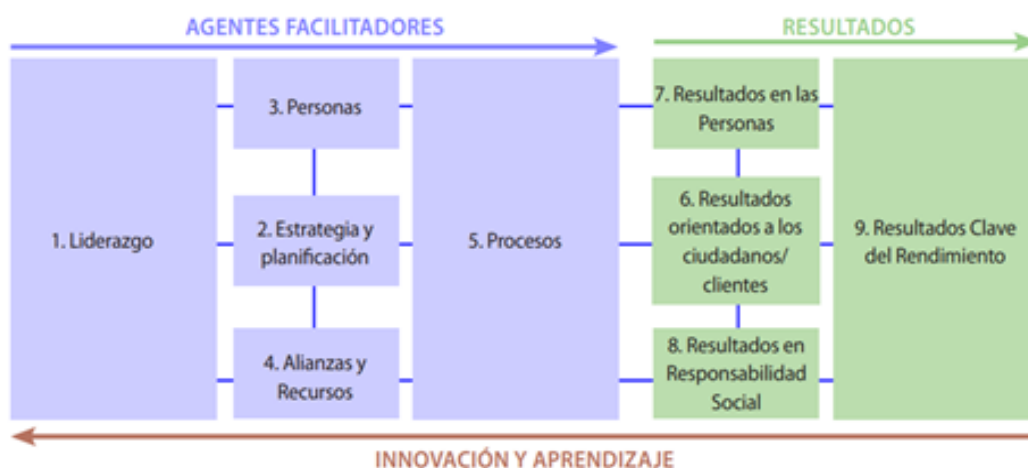 AGENTES FACILITADORES
RESULTADOS
1. Liderazgo
3. Personas
2. Estrategia y
planificación
4. Alianzas y
Recursos
5. Procesos
7. Resultados en las
Personas
6. Resultados
orientados a los
ciudadanos/
clientes
8. Resultados en
Responsabilidad
Social
9. Resultados Clave
del Rendimiento
INNOVACIÓN Y APRENDIZAJE